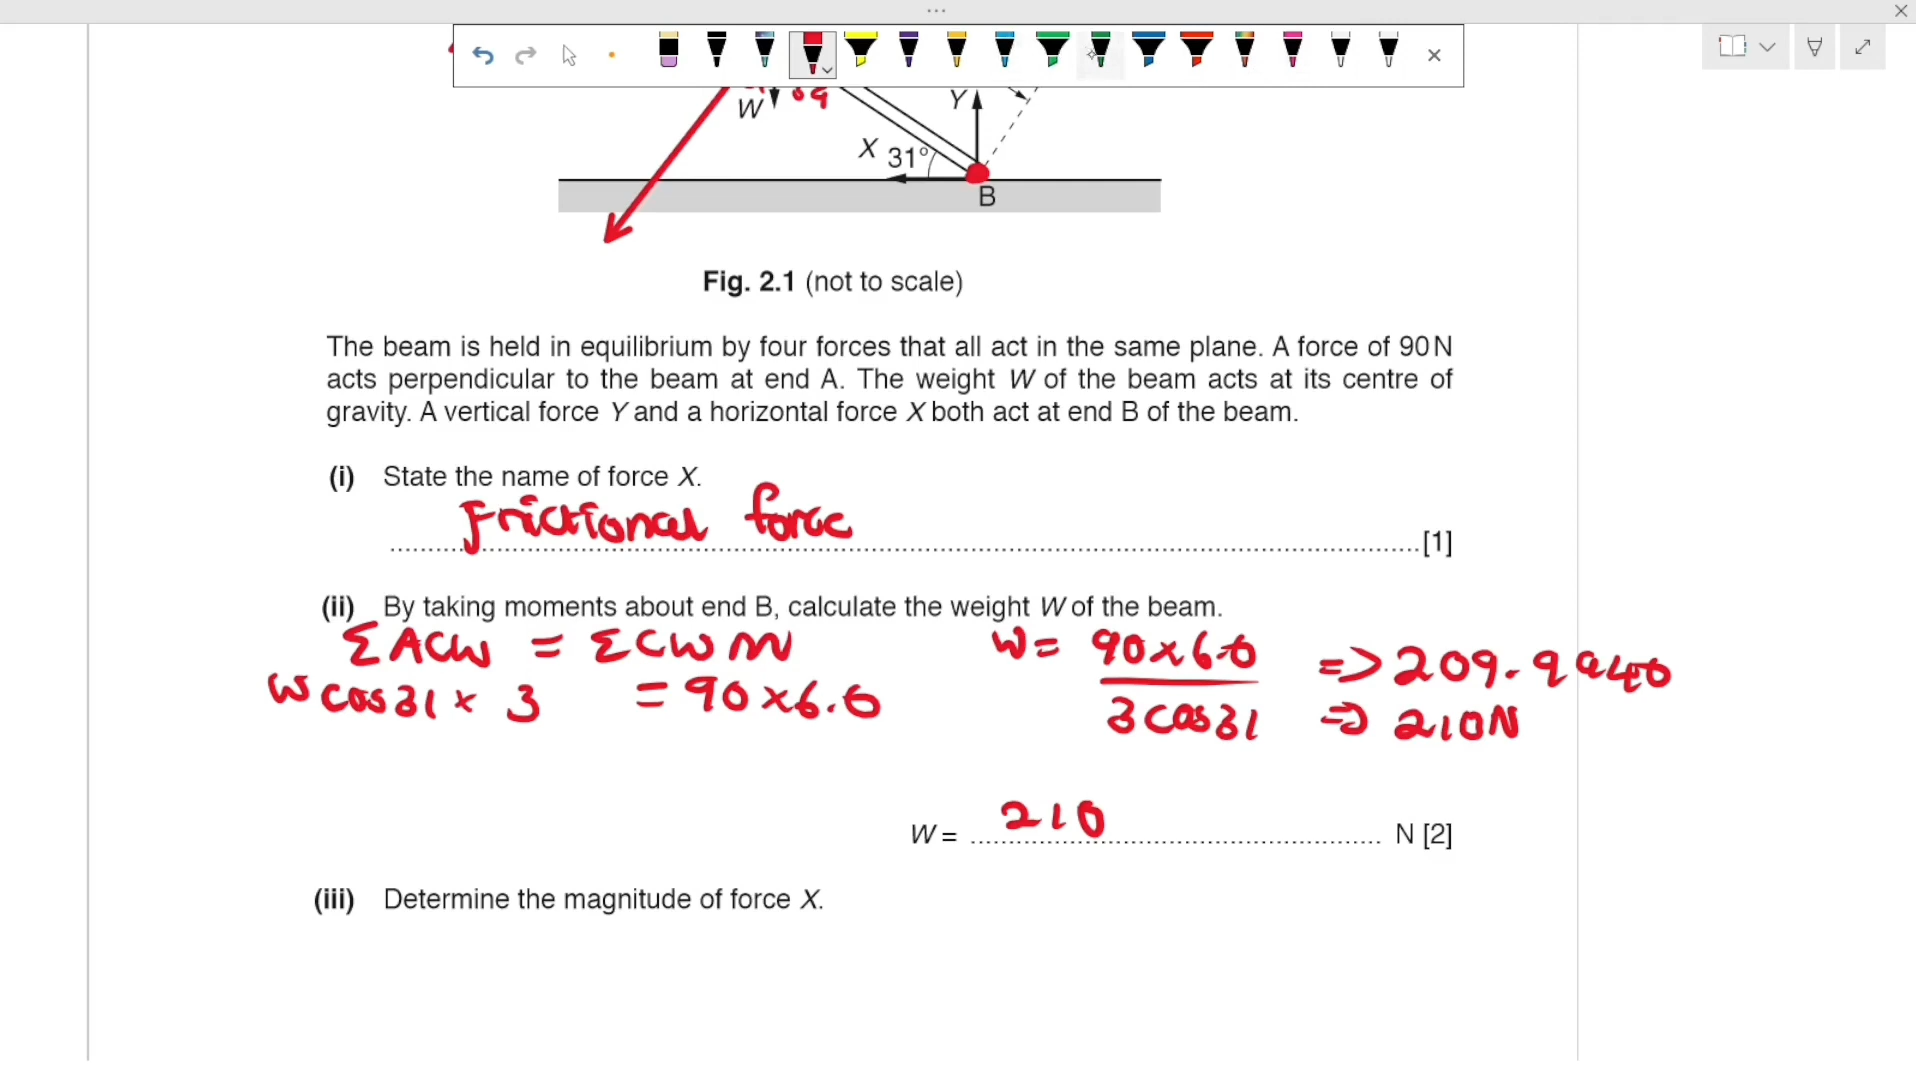 W
Y
X 31°
B
Fig. 2.1 (not to scale)
The beam is held in equilibrium by four forces that all act in the same plane. A force of 90 N
acts perpendicular to the beam at end A. The weight W of the beam acts at its centre of
gravity. A vertical force Y and a horizontal force X both act at end B of the beam.
(i) State the name of force X.
Frictional force
[1]
(ii) By taking moments about end B, calculate the weight W of the beam.
ΣACW = ΣCWM
W cos31 × 3 = 90×6.0
W = 90×6.0 / 3cos31 => 209.9940
=> 210N
W = 210 N [2]
(iii) Determine the magnitude of force X.